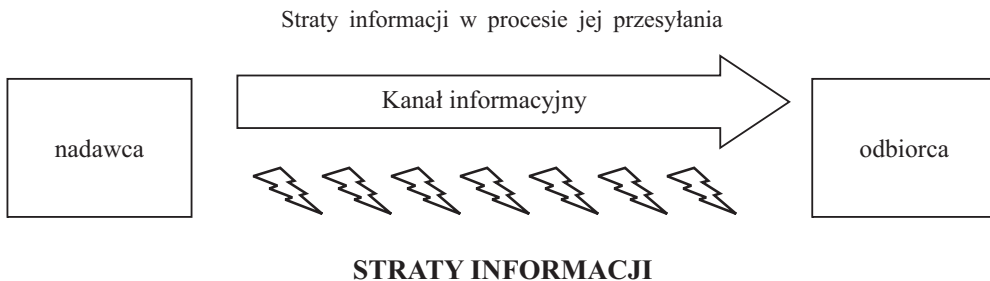 Straty informacji w procesie jej przesyłania
Kanał informacyjny
nadawca
odbiorca
STRATY INFORMACJI